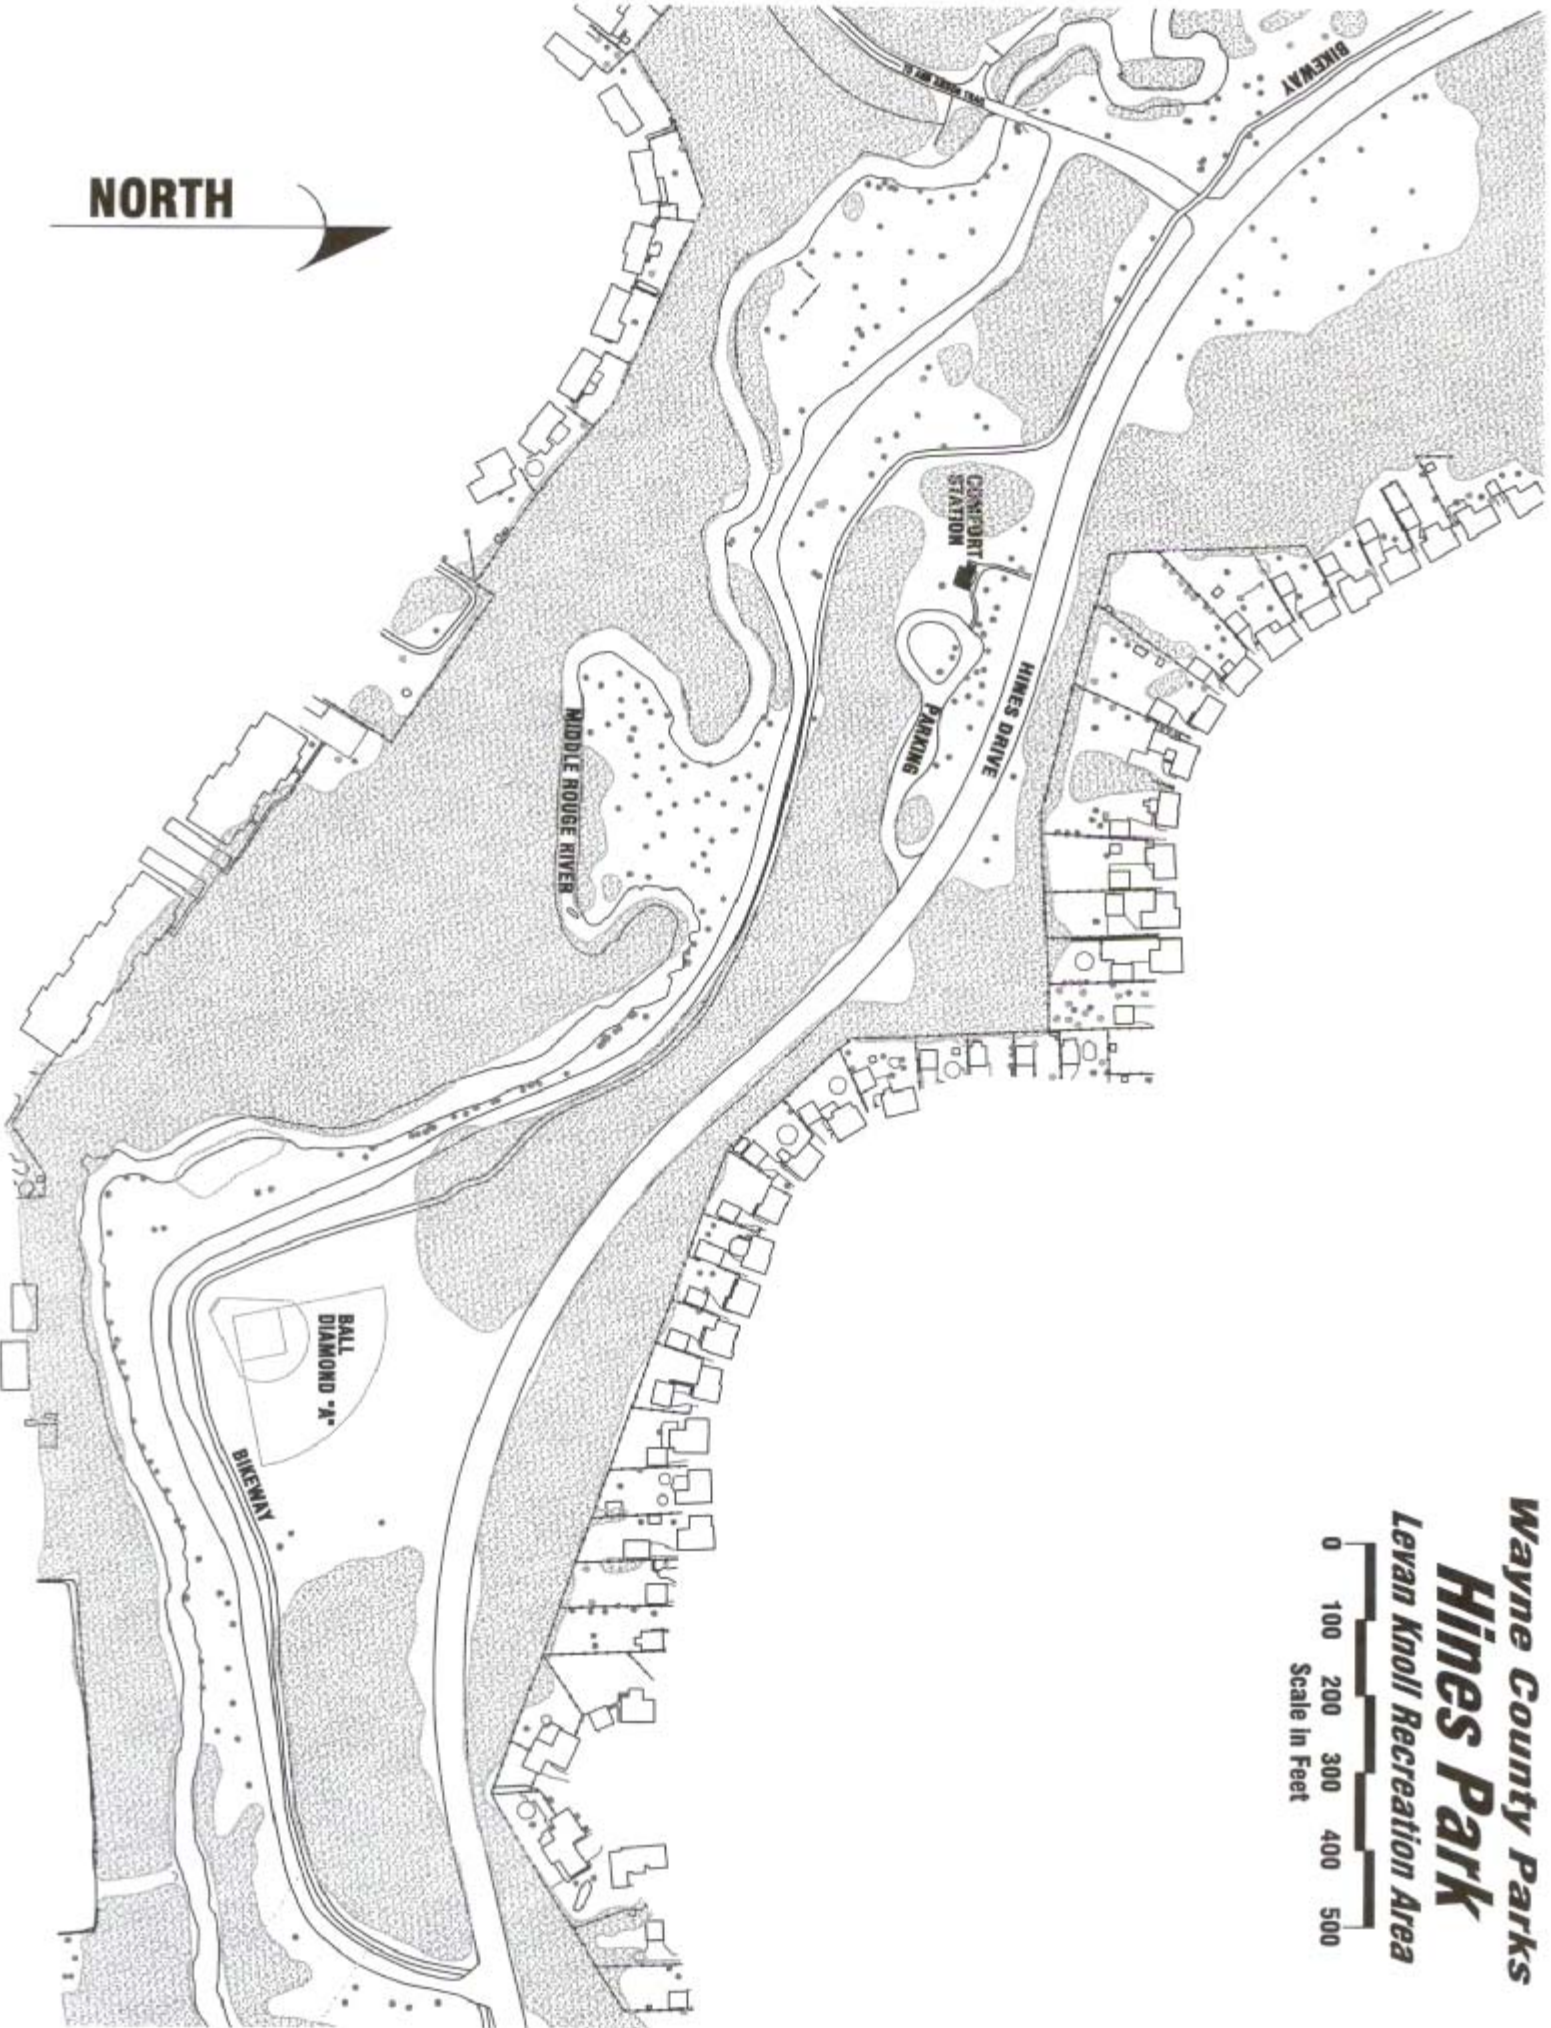 Wayne County Parks
Hines Park
Levan Knoll Recreation Area
0 100 200 300 400 500
Scale in Feet
NORTH
BIKEWAY
COMFORT
STATION
HINES DRIVE
PARKING
MIDDLE ROUGE RIVER
BALL
DIAMOND "A"
BIKEWAY